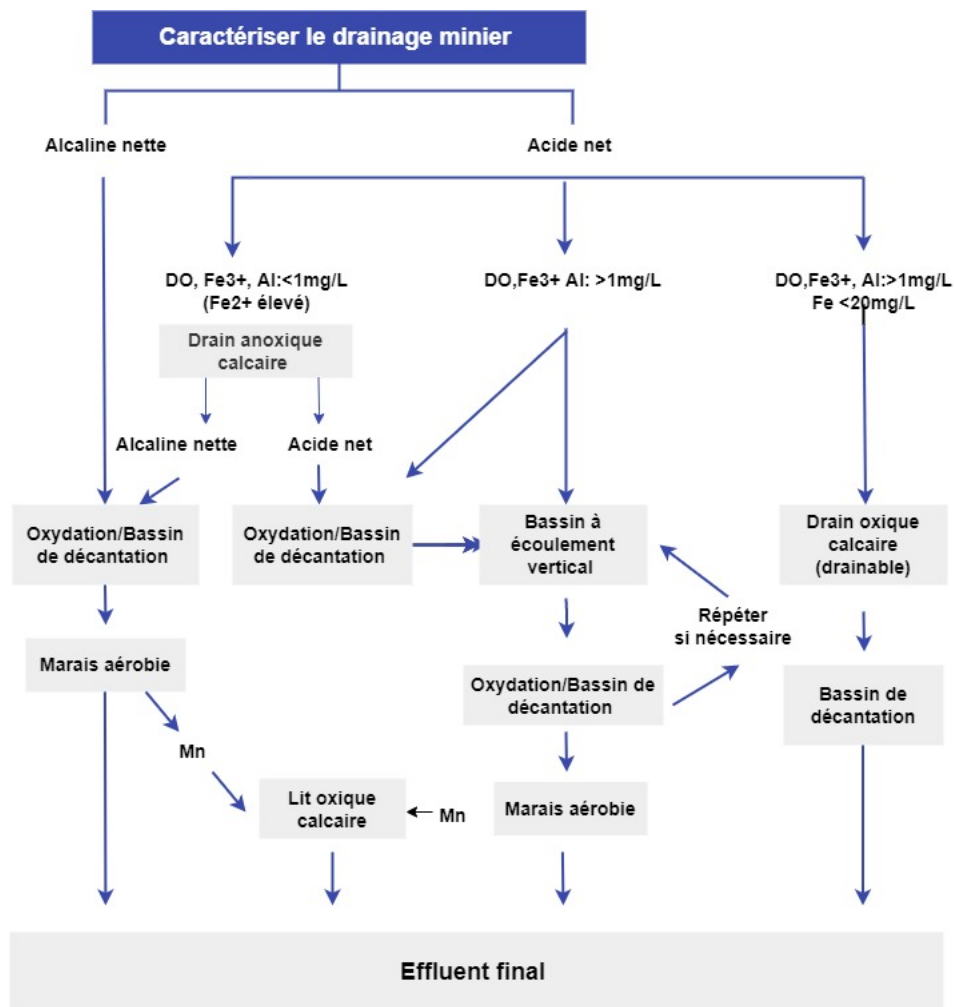 Caractériser le drainage minier
Alcaline nette
Acide net
DO, Fe3+, Al:<1mg/L
(Fe2+ élevé)
DO,Fe3+ Al: >1mg/L
DO,Fe3+, Al:>1mg/L
Fe <20mg/L
Drain anoxique
calcaire
Alcaline nette
Acide net
Oxydation/Bassin
de décantation
Oxydation/Bassin
de décantation
Bassin à
écoulement
vertical
Drain oxique
calcaire
(drainable)
Répéter
si nécessaire
Marais aérobie
Oxydation/Bassin de
décantation
Bassin de
décantation
Mn
Lit oxique
calcaire
Mn
Marais aérobie
Effluent final